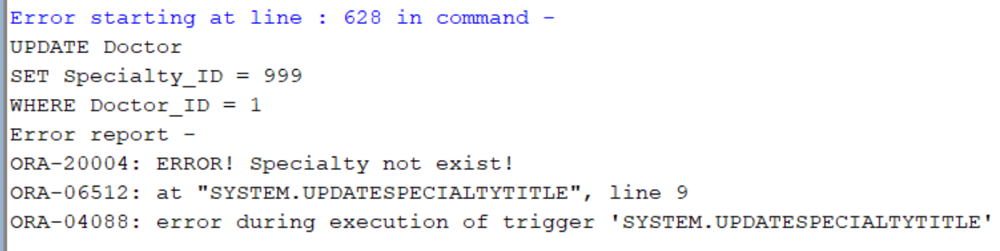 Error starting at line : 628 in command -
UPDATE Doctor
SET Specialty_ID = 999
WHERE Doctor_ID = 1
Error report -
ORA-20004: ERROR! Specialty not exist!
ORA-06512: at "SYSTEM.UPDATESPECIALTYTITLE", line 9
ORA-04088: error during execution of trigger 'SYSTEM.UPDATESPECIALTYTITLE'